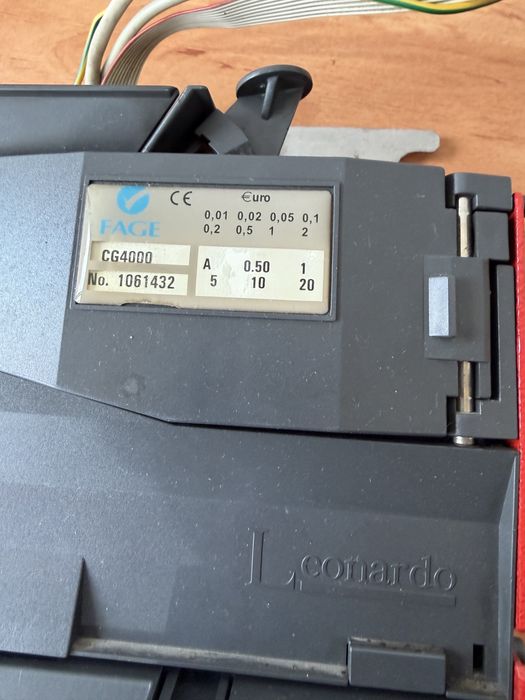 CE €uro
FAGE
0,01 0,02 0,05 0,1
0,2 0,5 1 2
CG4000
No. 1061432
A 0.50 1
5 10 20
Leonardo